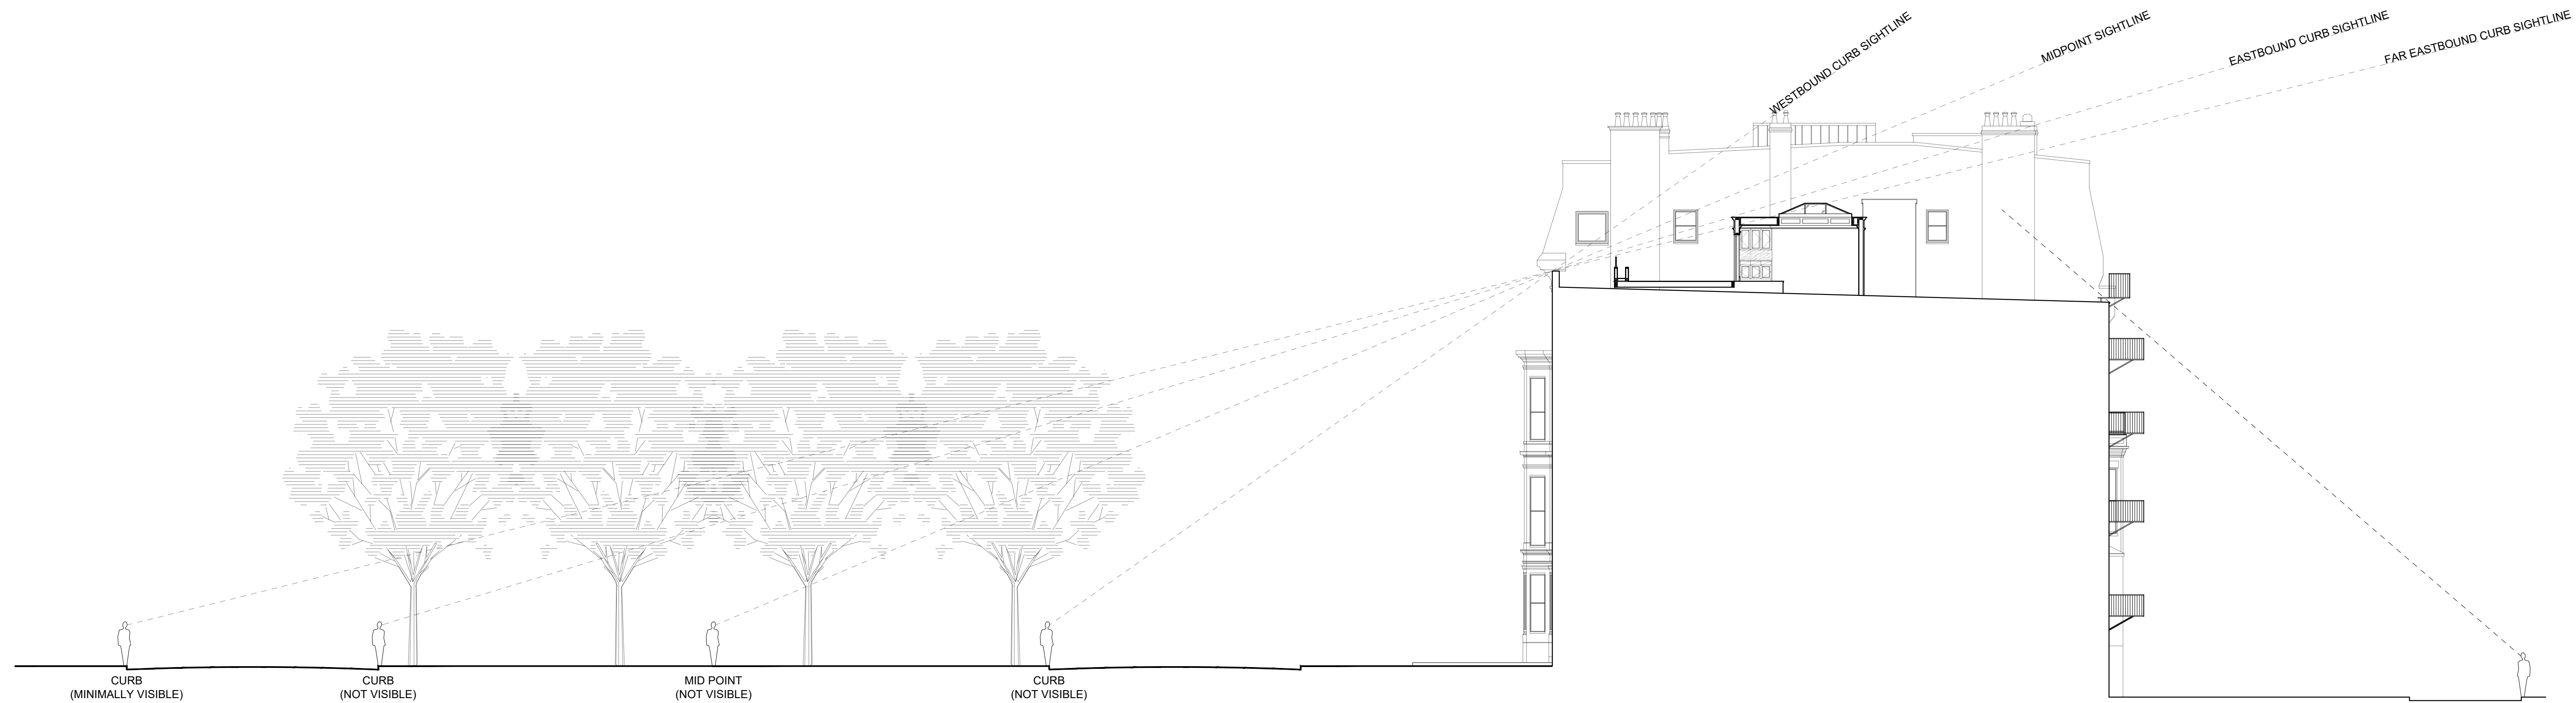 WESTBOUND CURB SIGHTLINE
MIDPOINT SIGHTLINE
EASTBOUND CURB SIGHTLINE
FAR EASTBOUND CURB SIGHTLINE
CURB
(MINIMALLY VISIBLE)
CURB
(NOT VISIBLE)
MID POINT
(NOT VISIBLE)
CURB
(NOT VISIBLE)